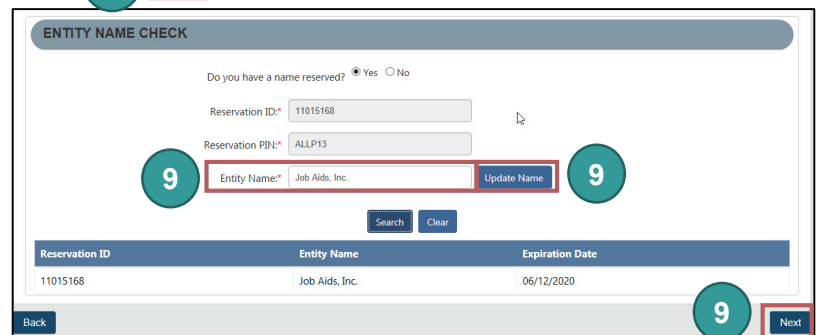 ENTITY NAME CHECK
Do you have a name reserved? Yes No
Reservation ID:* 11015168
Reservation PIN:* ALLP13
9 Entity Name:* Job Aids, Inc. Update Name 9
Search Clear
Reservation ID Entity Name Expiration Date
11015168 Job Aids, Inc. 06/12/2020
Back 9 Next